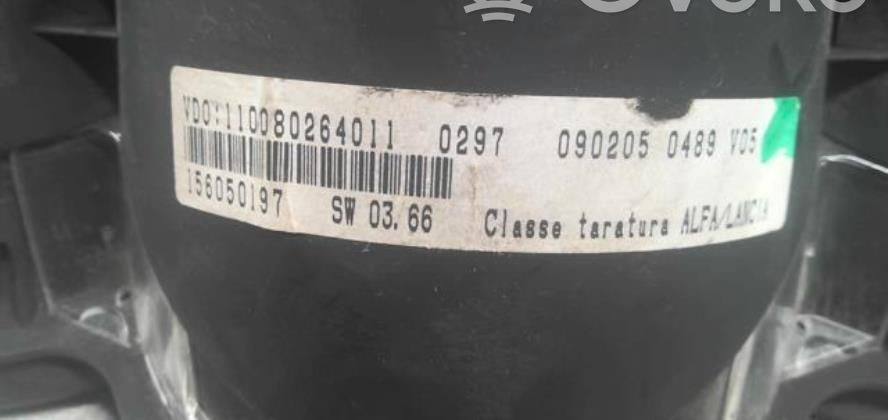 VDO:110080264011 0297 090205 0489 V05
156050197 SW 03.66 Classe taratura ALFA/LANCIA